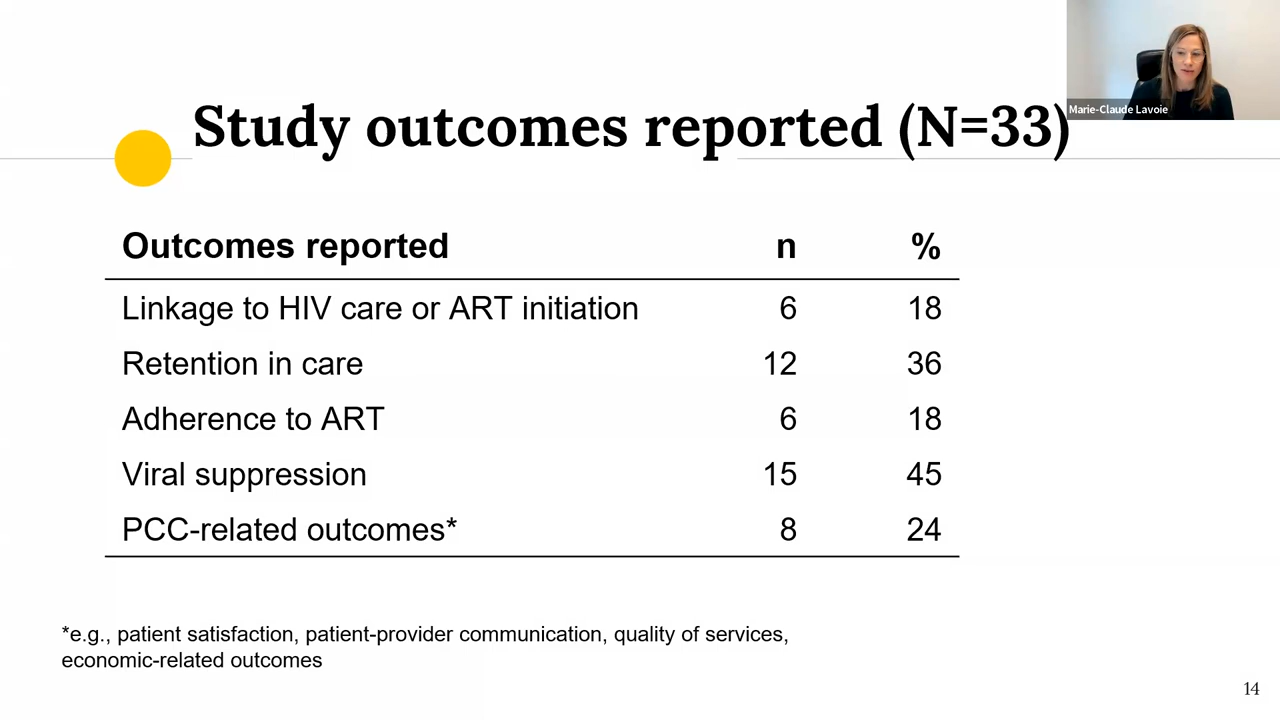 Marie-Claude Lavoie
Study outcomes reported (N=33)
Outcomes reported n %
Linkage to HIV care or ART initiation 6 18
Retention in care 12 36
Adherence to ART 6 18
Viral suppression 15 45
PCC-related outcomes* 8 24
*e.g., patient satisfaction, patient-provider communication, quality of services,
economic-related outcomes
14